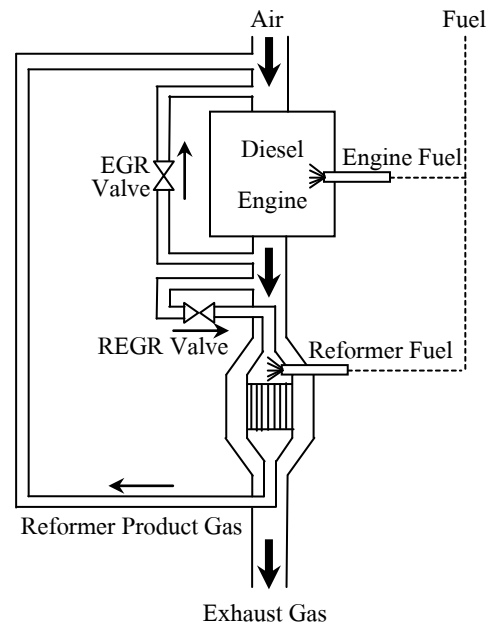 Air
Fuel
Diesel
Engine
Engine Fuel
EGR
Valve
REGR Valve
Reformer Fuel
Reformer Product Gas
Exhaust Gas